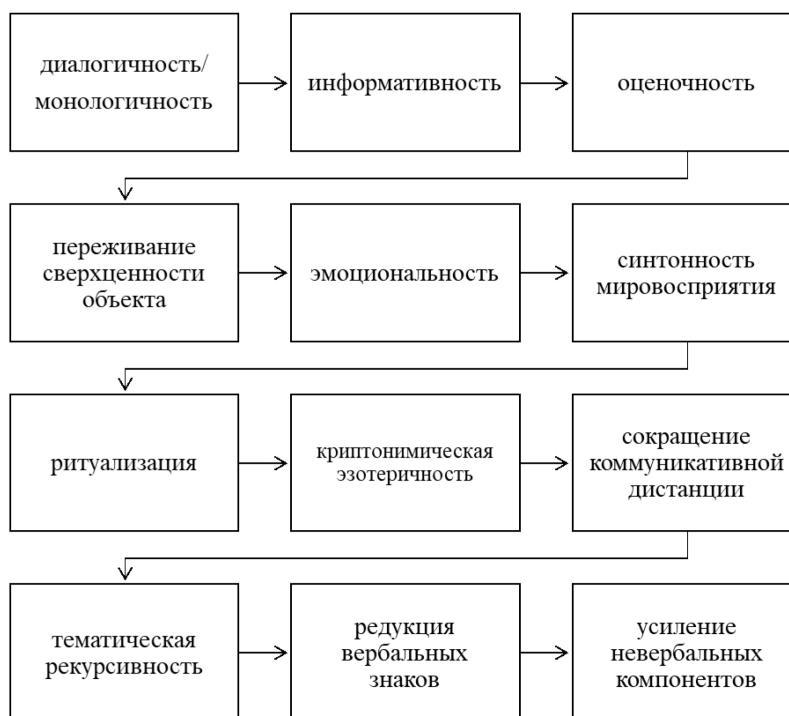 диалогичность/
монологичность
информативность
оценочность
переживание
сверхценности
объекта
эмоциональность
синтонность
мировосприятия
ритуализация
криптонимическая
эзотеричность
сокращение
коммуникативной
дистанции
тематическая
рекурсивность
редукция
вербальных
знаков
усиление
невербальных
компонентов